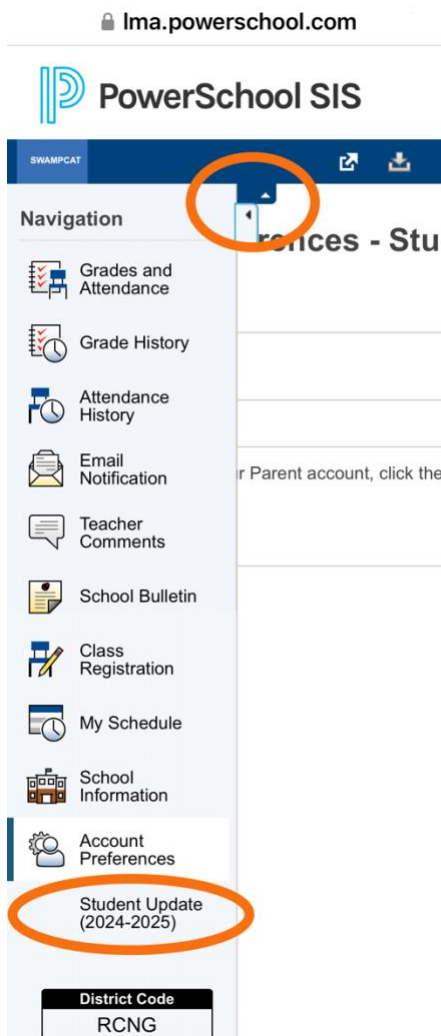 lma.powerschool.com
PowerSchool SIS
SWAMPCAT
Navigation
rences - Stu
Grades and
Attendance
Grade History
Attendance
History
Email
Notification
r Parent account, click the
Teacher
Comments
School Bulletin
Class
Registration
My Schedule
School
Information
Account
Preferences
Student Update
(2024-2025)
District Code
RCNG